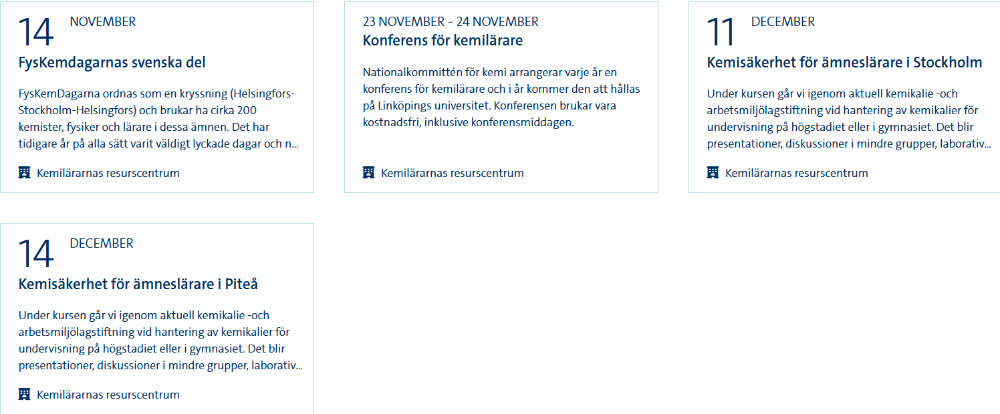 14 NOVEMBER
FysKemdagarnas svenska del
FysKemDagarna ordnas som en kryssning (Helsingfors-
Stockholm-Helsingfors) och brukar ha cirka 200
kemister, fysiker och lärare i dessa ämnen. Det har
tidigare år på alla sätt varit väldigt lyckade dagar och n...
Kemilärarnas resurscentrum
23 NOVEMBER - 24 NOVEMBER
Konferens för kemilärare
Nationalkommittén för kemi arrangerar varje år en
konferens för kemilärare och i år kommer den att hållas
på Linköpings universitet. Konferensen brukar vara
kostnadsfri, inklusive konferensmiddagen.
Kemilärarnas resurscentrum
11 DECEMBER
Kemisäkerhet för ämneslärare i Stockholm
Under kursen går vi igenom aktuell kemikalie -och
arbetsmiljölagstiftning vid hantering av kemikalier för
undervisning på högstadiet eller i gymnasiet. Det blir
presentationer, diskussioner i mindre grupper, laborativ...
Kemilärarnas resurscentrum
14 DECEMBER
Kemisäkerhet för ämneslärare i Piteå
Under kursen går vi igenom aktuell kemikalie -och
arbetsmiljölagstiftning vid hantering av kemikalier för
undervisning på högstadiet eller i gymnasiet. Det blir
presentationer, diskussioner i mindre grupper, laborativ...
Kemilärarnas resurscentrum